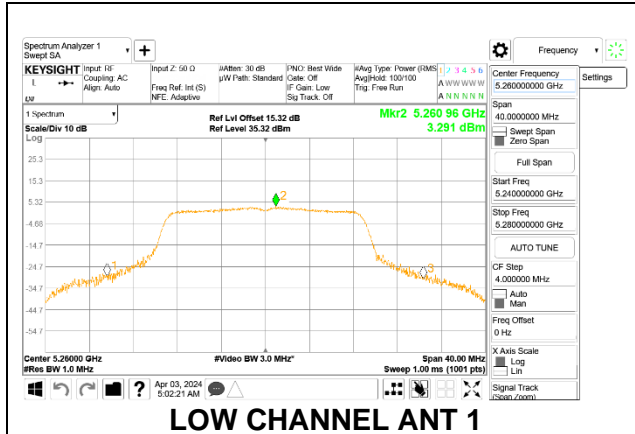 Spectrum Analyzer 1
Swept SA
Frequency
KEYSIGHT
L
Input: RF
Coupling: AC
Align: Auto
Input Z: 50 Ω
Freq Ref: Int (S)
NFE: Adaptive
#Atten: 30 dB
µW Path: Standard
PNO: Best Wide
Gate: Off
IF Gain: Low
Sig Track: Off
#Avg Type: Power (RMS
Avg|Hold: 100/100
Trig: Free Run
1 2 3 4 5 6
A W W W W W
A N N N N N
Center Frequency
5.260000000 GHz
Settings
Span
40.0000000 MHz
Swept Span
Zero Span
Full Span
Start Freq
5.240000000 GHz
Stop Freq
5.280000000 GHz
AUTO TUNE
CF Step
4.000000 MHz
Auto
Man
Freq Offset
0 Hz
X Axis Scale
Log
Lin
Signal Track
(Span Zoom)
1 Spectrum
Scale/Div 10 dB
Log
Ref Lvl Offset 15.32 dB
Ref Level 35.32 dBm
Mkr2 5.260 96 GHz
3.291 dBm
25.3
15.3
5.32
-4.68
-14.7
-24.7
-34.7
-44.7
-54.7
1
2
3
Center 5.26000 GHz
#Res BW 1.0 MHz
#Video BW 3.0 MHz*
Span 40.00 MHz
Sweep 1.00 ms (1001 pts)
?
Apr 03, 2024
5:02:21 AM
LOW CHANNEL ANT 1